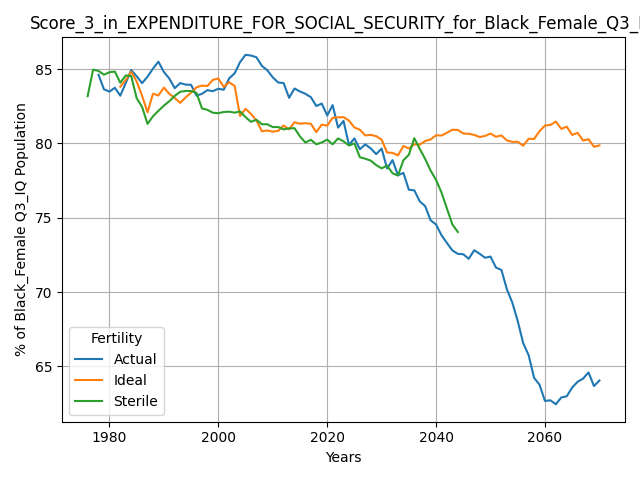 Score_3_in_EXPENDITURE_FOR_SOCIAL_SECURITY_for_Black_Female_Q3_I
% of Black_Female Q3_IQ Population
85
80
75
70
65
Fertility
Actual
Ideal
Sterile
1980
2000
2020
2040
2060
Years